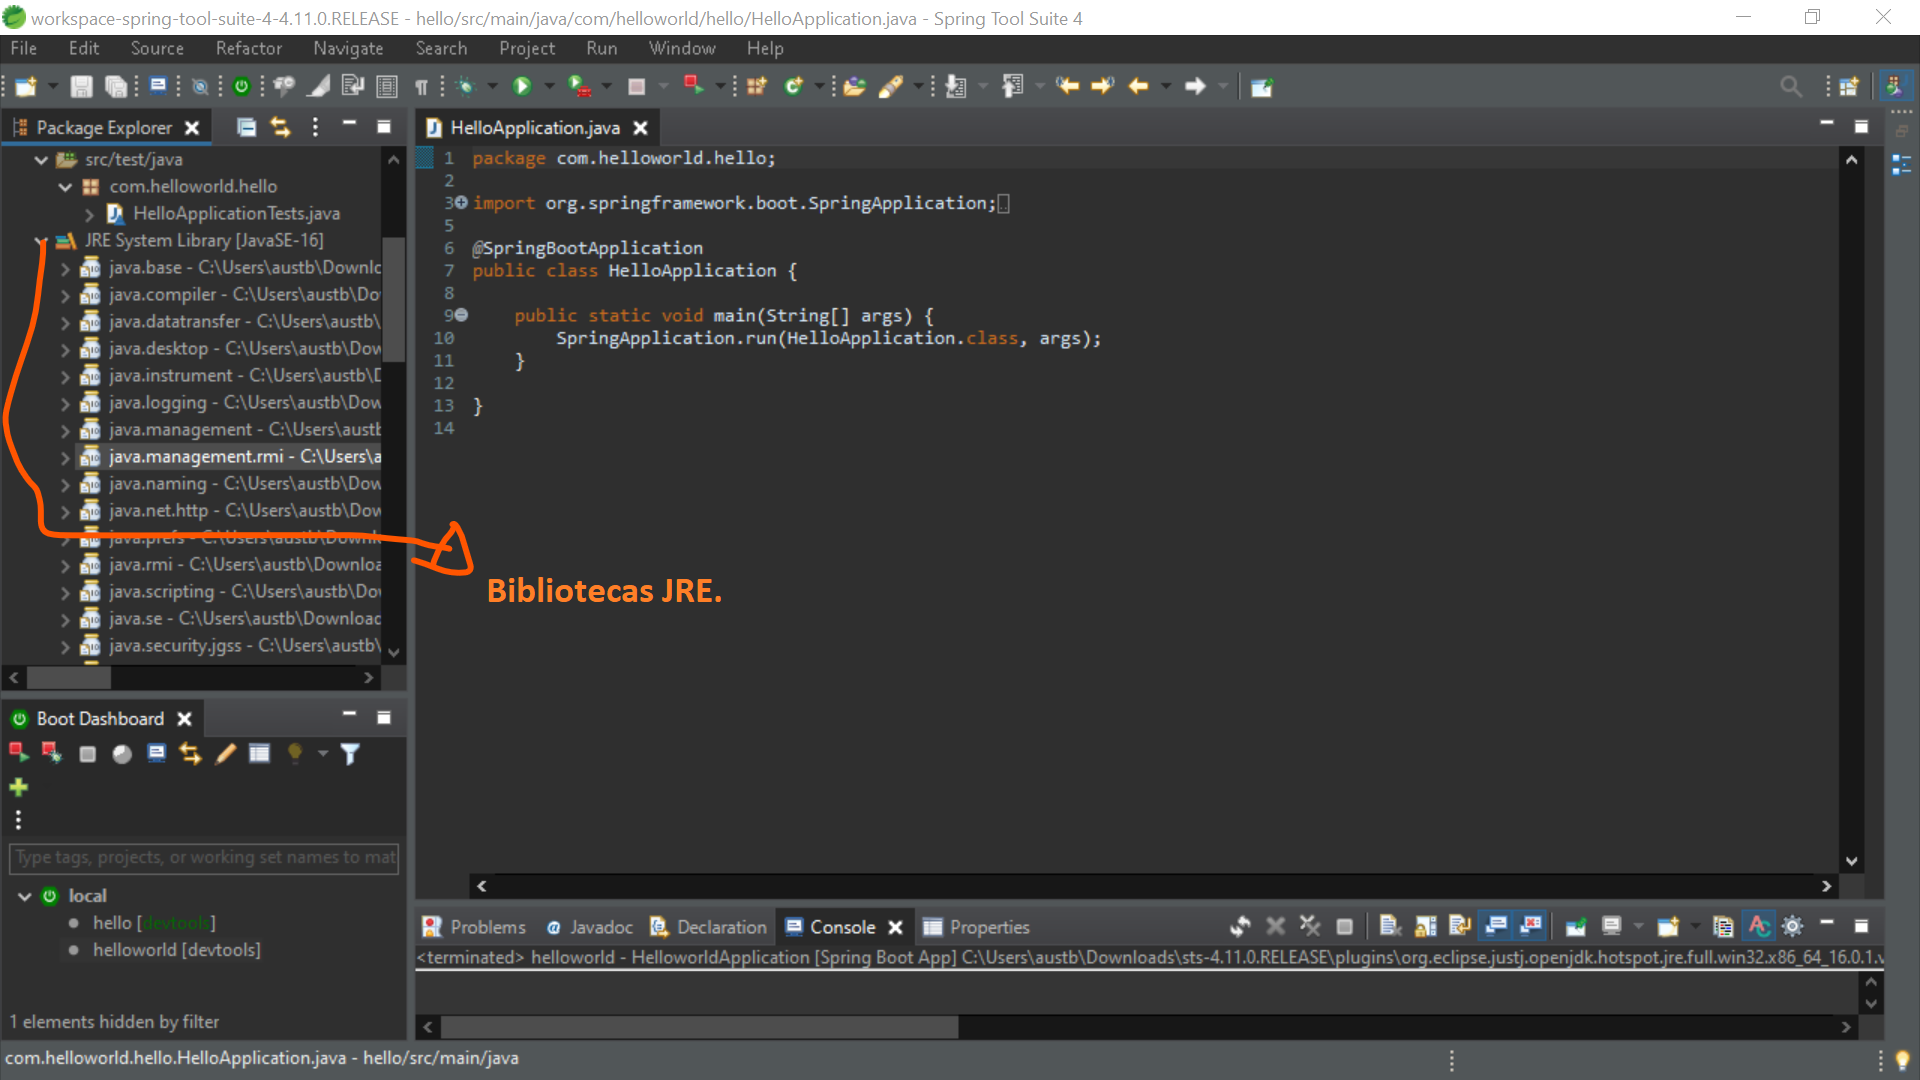 workspace-spring-tool-suite-4-4.11.0.RELEASE - hello/src/main/java/com/helloworld/hello/HelloApplication.java - Spring Tool Suite 4
File Edit Source Refactor Navigate Search Project Run Window Help
Package Explorer
src/test/java
com.helloworld.hello
HelloApplicationTests.java
JRE System Library [JavaSE-16]
java.base - C:\Users\austb\Downlo
java.compiler - C:\Users\austb\Do
java.datatransfer - C:\Users\austb\
java.desktop - C:\Users\austb\Dow
java.instrument - C:\Users\austb\D
java.logging - C:\Users\austb\Dow
java.management - C:\Users\austb
java.management.rmi - C:\Users\a
java.naming - C:\Users\austb\Dow
java.net.http - C:\Users\austb\Dow
java.prefs - C:\Users\austb\Downl
java.rmi - C:\Users\austb\Downloa
java.scripting - C:\Users\austb\Do
java.se - C:\Users\austb\Download
java.security.jgss - C:\Users\austb\
HelloApplication.java
1 package com.helloworld.hello;
2
3 import org.springframework.boot.SpringApplication;
5
6 @SpringBootApplication
7 public class HelloApplication {
8
9 public static void main(String[] args) {
10 SpringApplication.run(HelloApplication.class, args);
11 }
12
13 }
14
Bibliotecas JRE.
Boot Dashboard
Type tags, projects, or working set names to mat
local
hello [devtools]
helloworld [devtools]
1 elements hidden by filter
Problems Javadoc Declaration Console Properties
<terminated> helloworld - HelloworldApplication [Spring Boot App] C:\Users\austb\Downloads\sts-4.11.0.RELEASE\plugins\org.eclipse.justj.openjdk.hotspot.jre.full.win32.x86_64_16.0.1.v
com.helloworld.hello.HelloApplication.java - hello/src/main/java